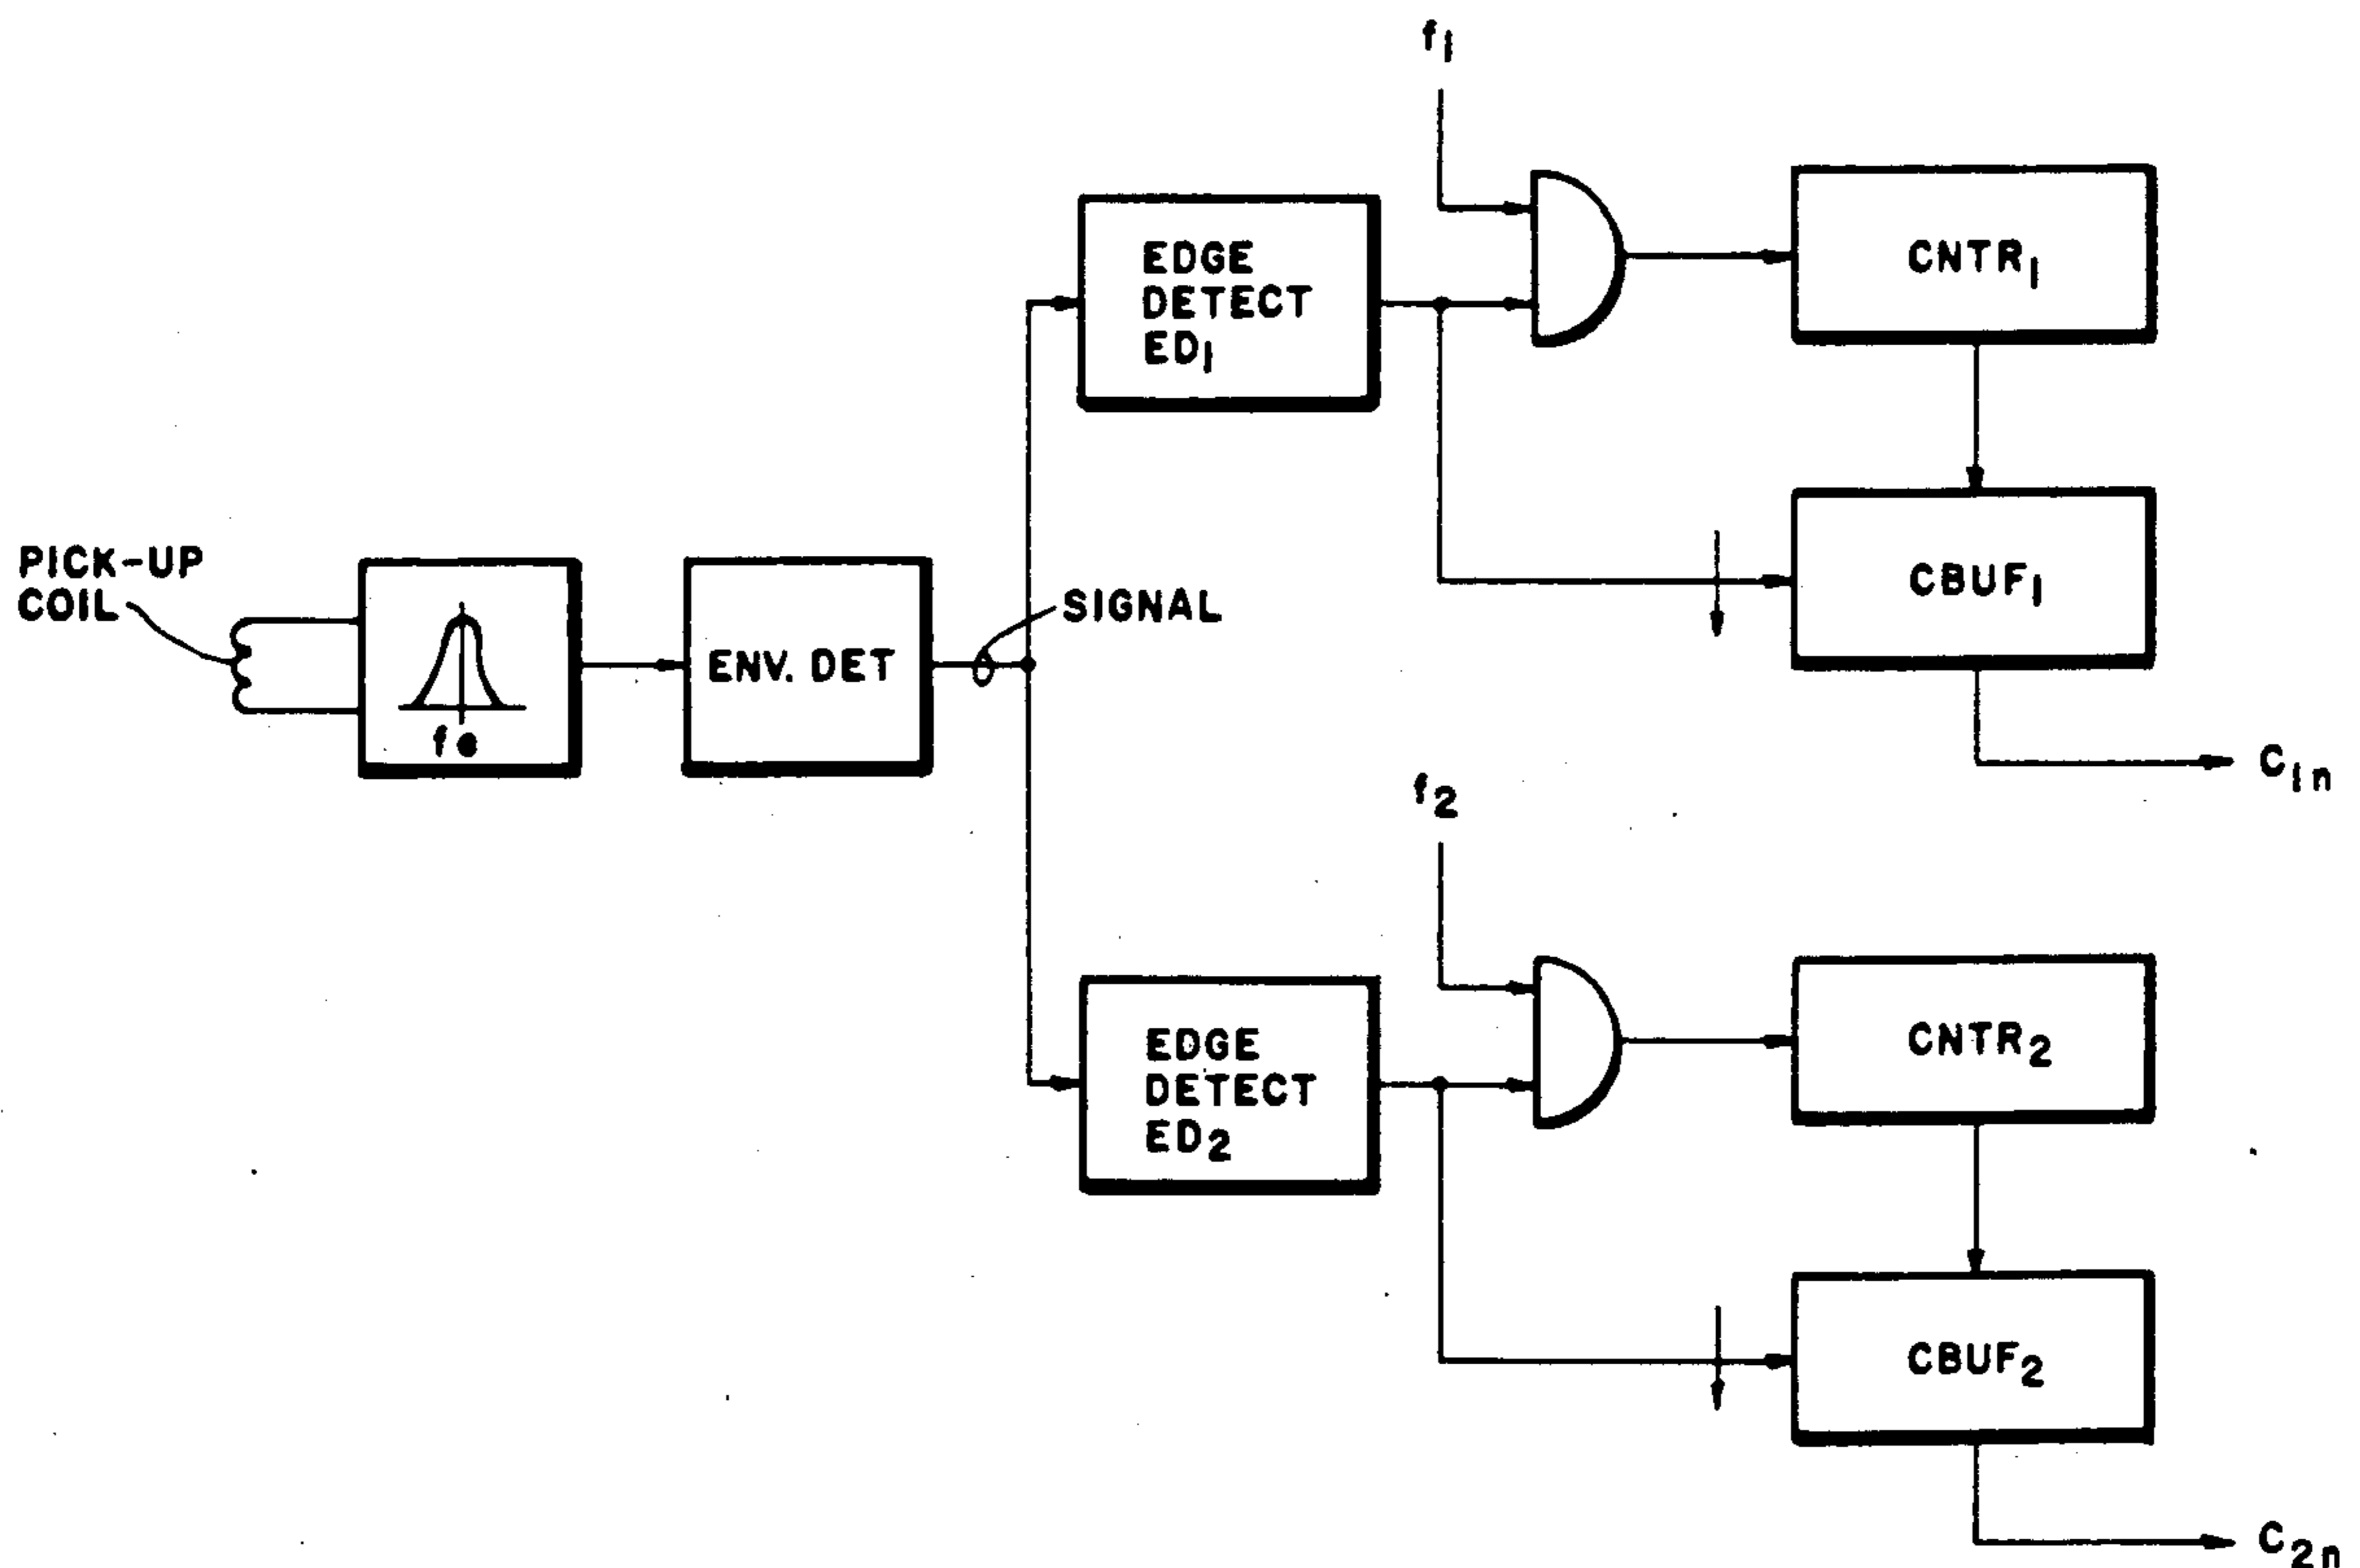 f1
EDGE
DETECT
ED1
CNTR1
PICK-UP
COIL
SIGNAL
ENV. DET
CBUF1
C1n
f2
EDGE
DETECT
ED2
CNTR2
CBUF2
C2n